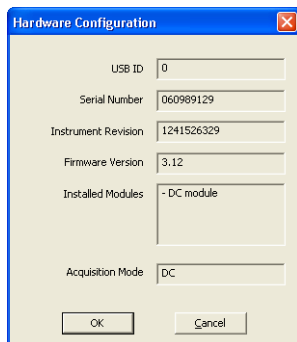 Hardware Configuration
USB ID 0
Serial Number 060989129
Instrument Revision 1241526329
Firmware Version 3.12
Installed Modules - DC module
Acquisition Mode DC
OK Cancel